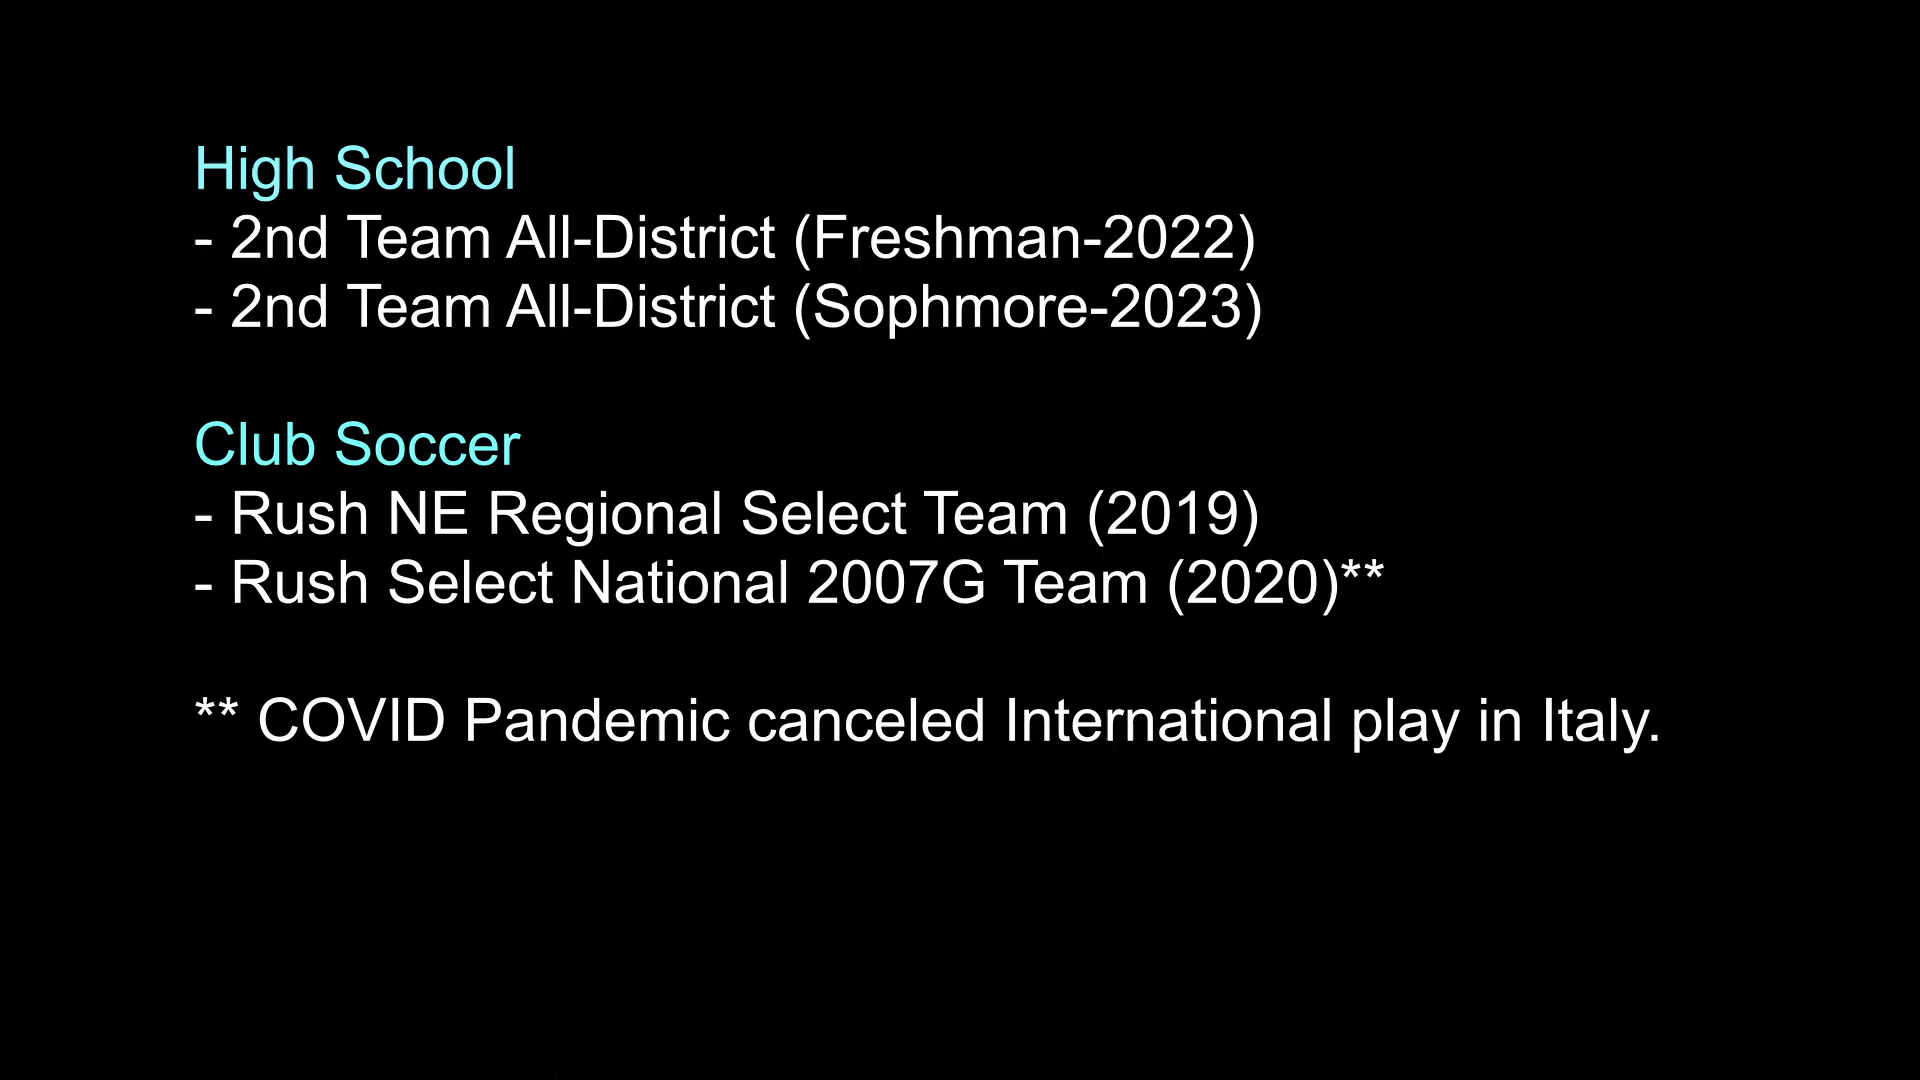 High School
- 2nd Team All-District (Freshman-2022)
- 2nd Team All-District (Sophmore-2023)
Club Soccer
- Rush NE Regional Select Team (2019)
- Rush Select National 2007G Team (2020)**
** COVID Pandemic canceled International play in Italy.